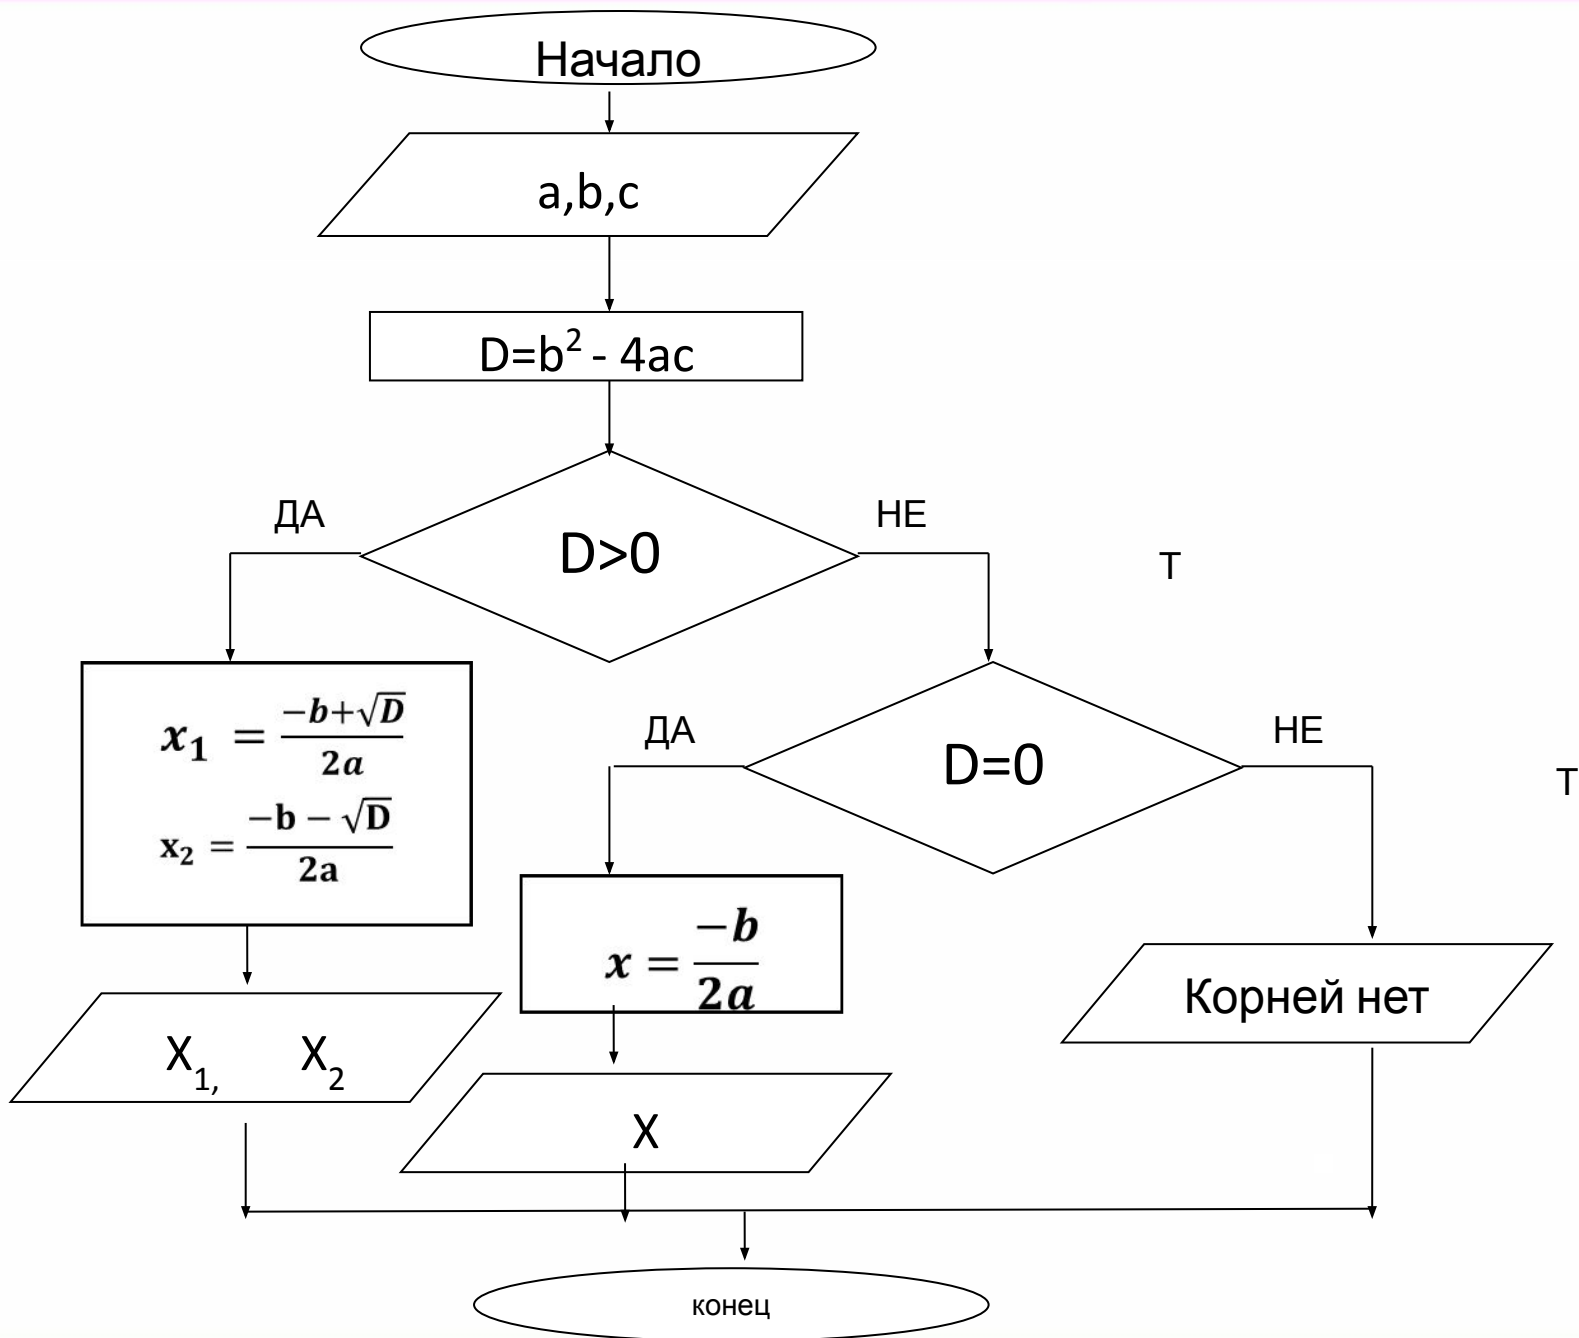 Начало
a,b,c
D=b² - 4ac
ДА
НЕ
Т
D>0
x₁ = (-b+√D)/2a
x₂ = (-b - √D)/2a
ДА
НЕ
Т
D=0
x = -b/2a
Корней нет
X₁, X₂
X
конец